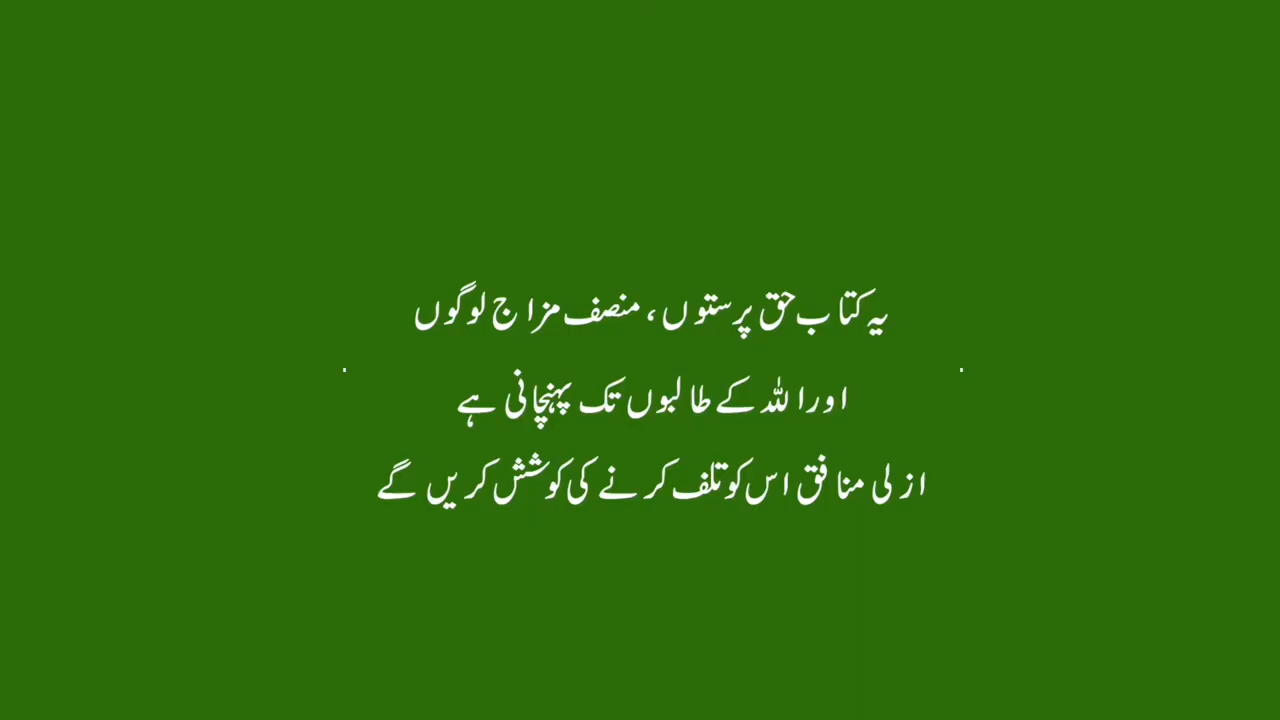 یہ کتاب حق پرستوں، منصف مزاج لوگوں
اور اللہ کے طالبوں تک پہنچانی ہے
ازلی منافق اس کو تلف کرنے کی کوشش کریں گے